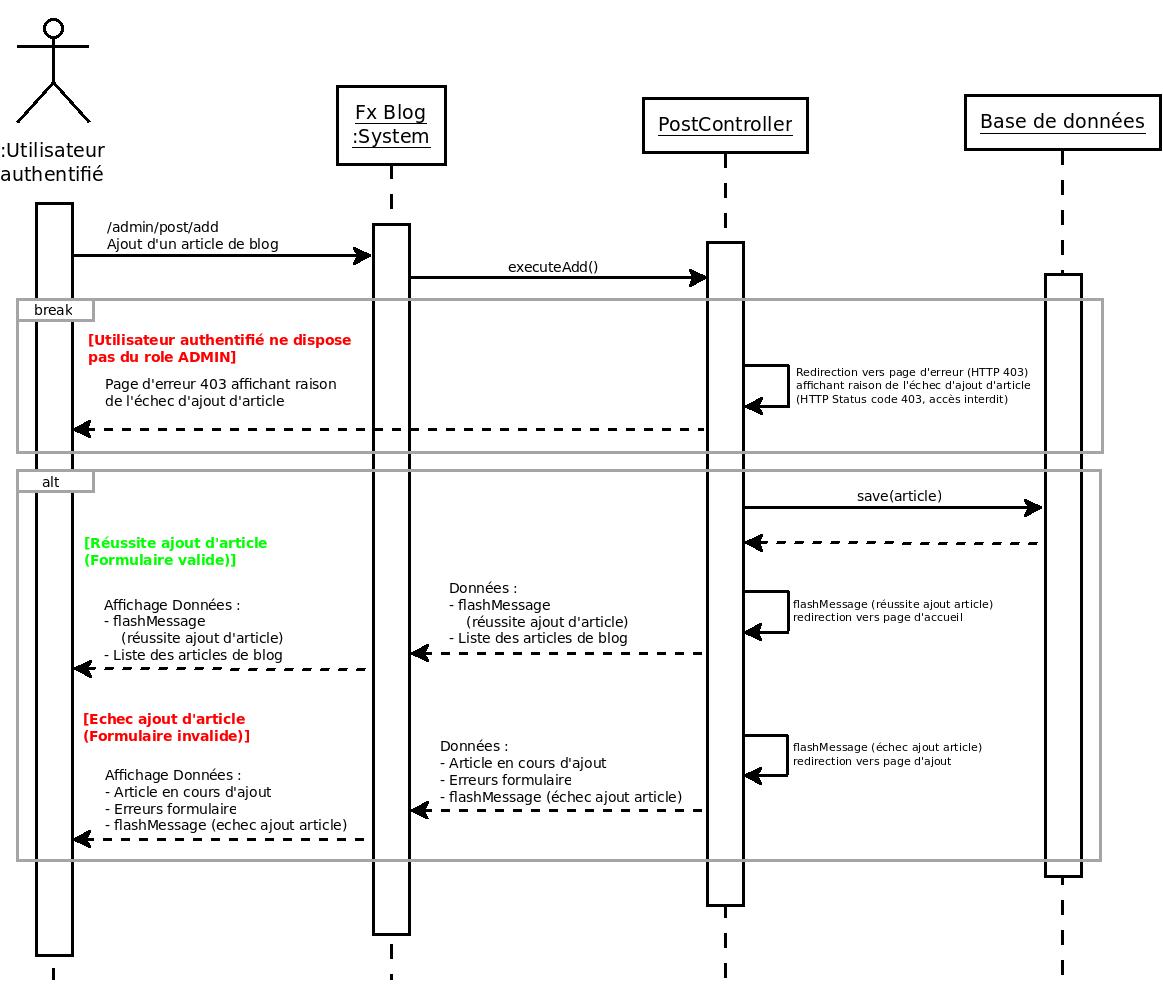 :Utilisateur
authentifié
Fx Blog
:System
PostController
Base de données
/admin/post/add
Ajout d'un article de blog
executeAdd()
break
[Utilisateur authentifié ne dispose
pas du role ADMIN]
Page d'erreur 403 affichant raison
de l'échec d'ajout d'article
Redirection vers page d'erreur (HTTP 403)
affichant raison de l'échec d'ajout d'article
(HTTP Status code 403, accès interdit)
alt
save(article)
[Réussite ajout d'article
(Formulaire valide)]
Affichage Données :
- flashMessage
(réussite ajout d'article)
- Liste des articles de blog
Données :
- flashMessage
(réussite ajout d'article)
- Liste des articles de blog
flashMessage (réussite ajout article)
redirection vers page d'accueil
[Echec ajout d'article
(Formulaire invalide)]
Affichage Données :
- Article en cours d'ajout
- Erreurs formulaire
- flashMessage (echec ajout article)
Données :
- Article en cours d'ajout
- Erreurs formulaire
- flashMessage (échec ajout article)
flashMessage (échec ajout article)
redirection vers page d'ajout